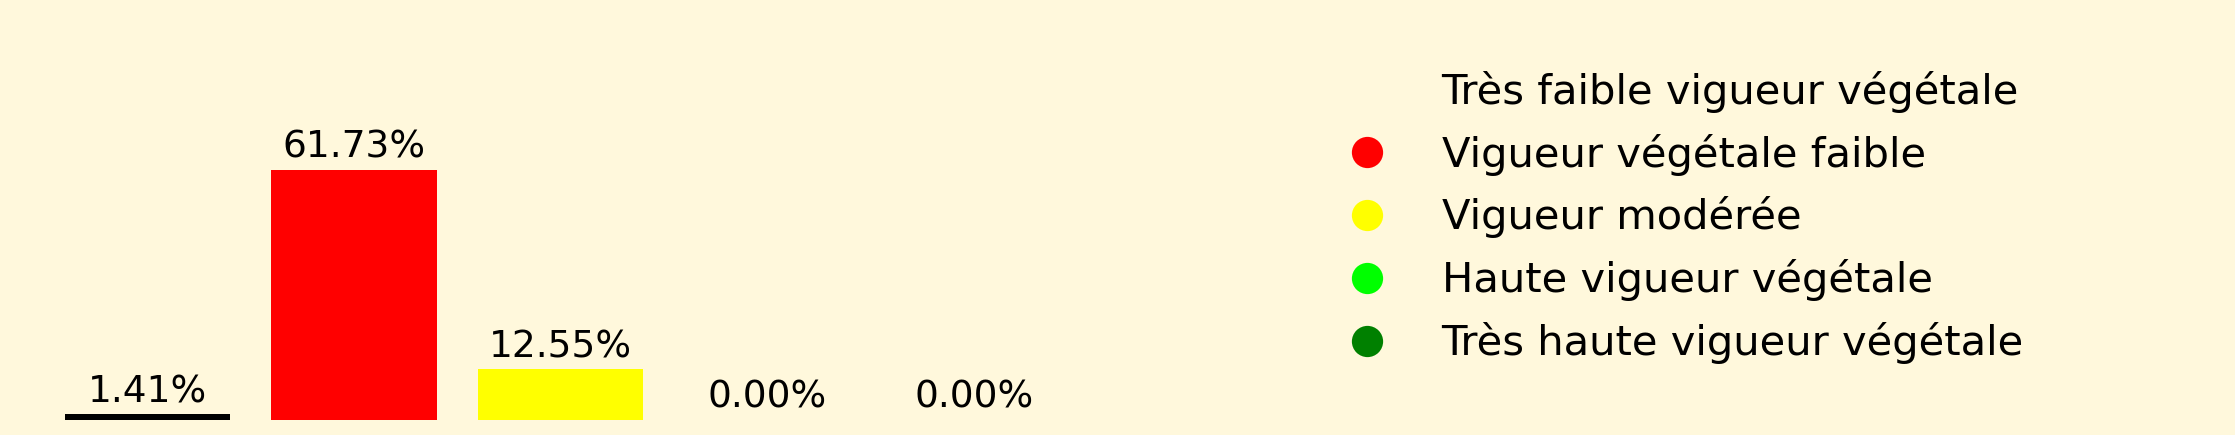 61.73%
12.55%
1.41%
0.00%
0.00%
Très faible vigueur végétale
Vigueur végétale faible
Vigueur modérée
Haute vigueur végétale
Très haute vigueur végétale